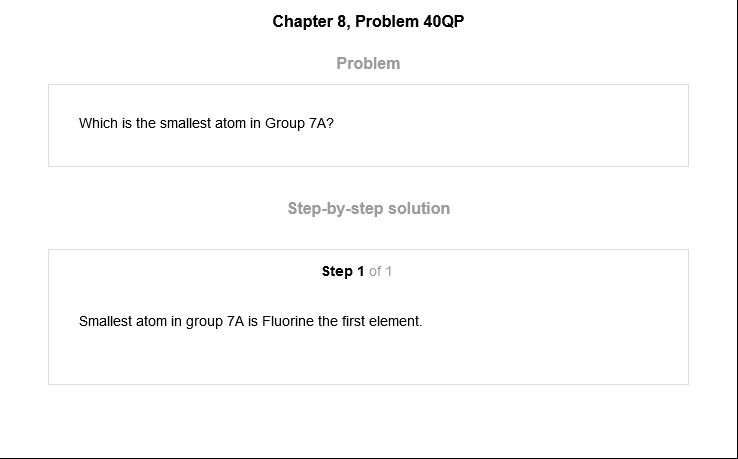 Chapter 8, Problem 40QP
Problem
Which is the smallest atom in Group 7A?
Step-by-step solution
Step 1 of 1
Smallest atom in group 7A is Fluorine the first element.